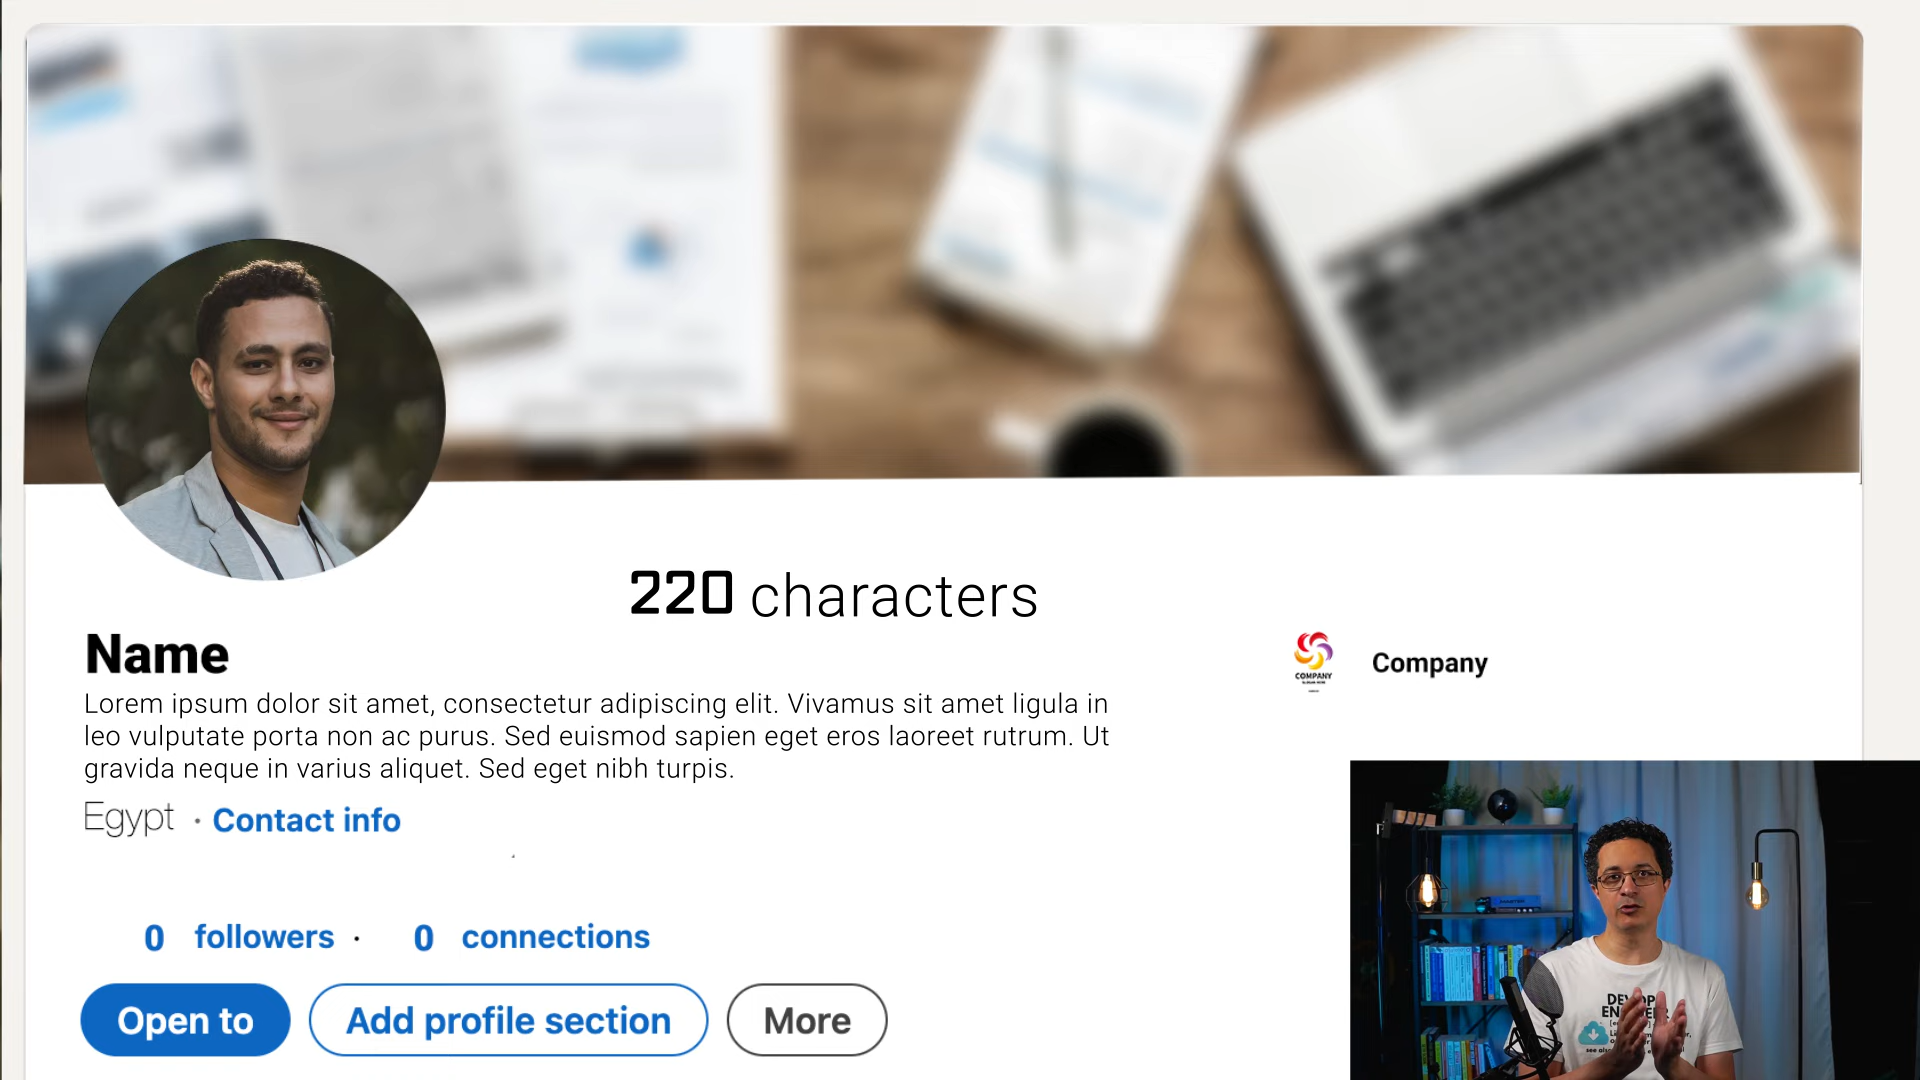 220 characters
Name
COMPANY
Company
Lorem ipsum dolor sit amet, consectetur adipiscing elit. Vivamus sit amet ligula in
leo vulputate porta non ac purus. Sed euismod sapien eget eros laoreet rutrum. Ut
gravida neque in varius aliquet. Sed eget nibh turpis.
Egypt · Contact info
0 followers · 0 connections
Open to
Add profile section
More